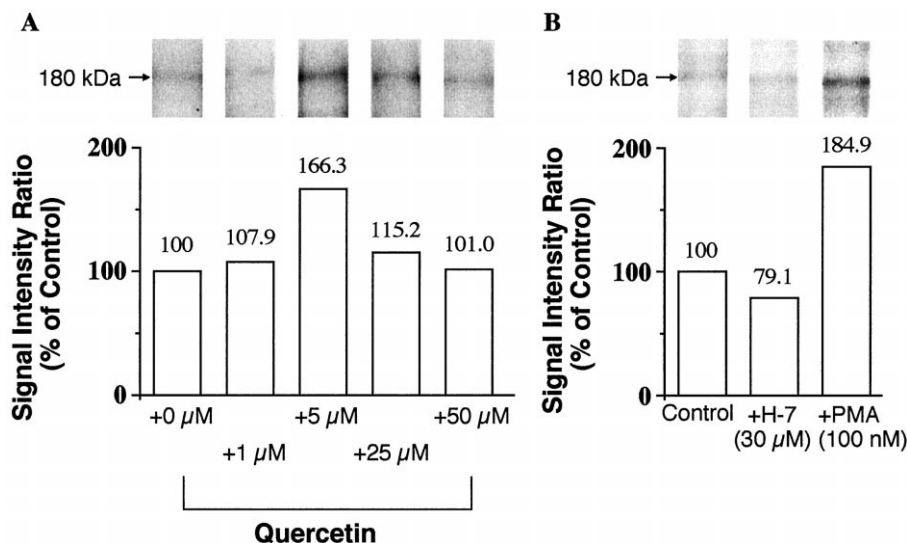 A
180 kDa
Signal Intensity Ratio
(% of Control)
200
100
0
100
107.9
166.3
115.2
101.0
+0 µM
+1 µM
+5 µM
+25 µM
+50 µM
Quercetin
B
180 kDa
Signal Intensity Ratio
(% of Control)
200
100
0
100
79.1
184.9
Control
+H-7
(30 µM)
+PMA
(100 nM)